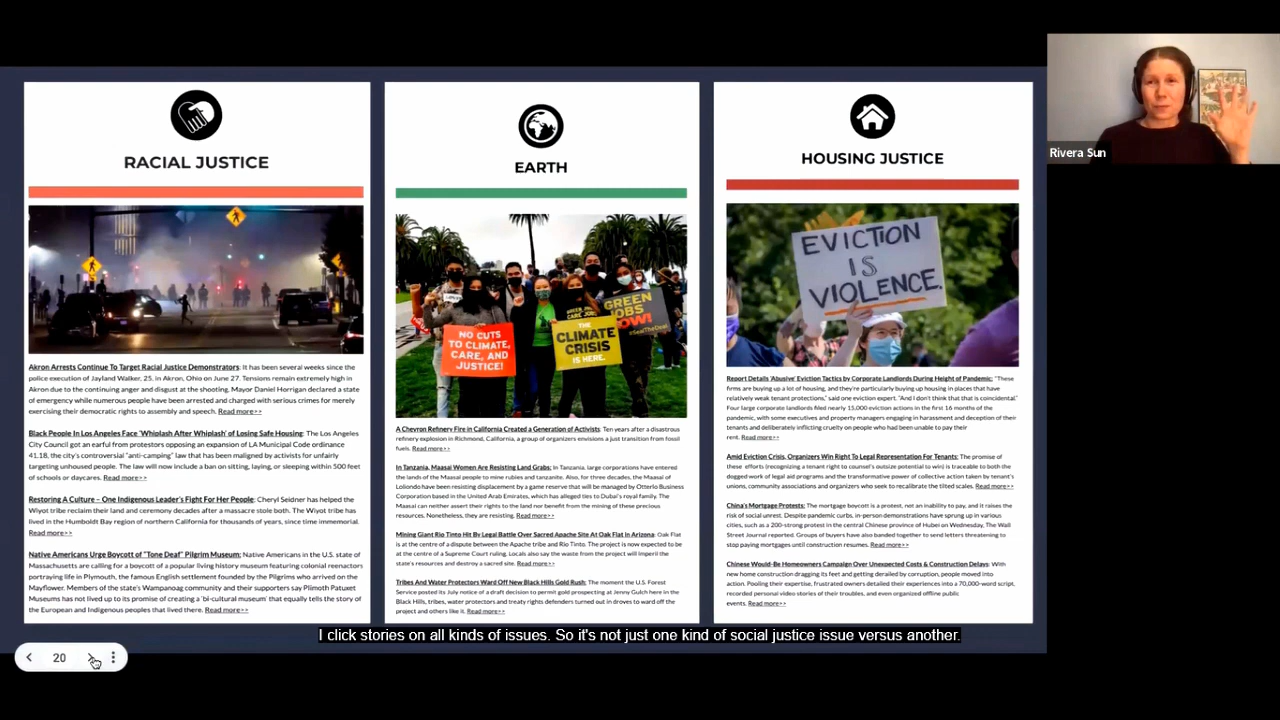 RACIAL JUSTICE
Akron Arrests Continue To Target Racial Justice Demonstrators: It has been several weeks since the
police execution of Jayland Walker, 25, in Akron, Ohio on June 27. Tensions remain extremely high in
Akron due to the continuing anger and disgust at the shooting. Mayor Daniel Horrigan declared a state
of emergency while numerous people have been arrested and charged with serious crimes for merely
exercising their democratic rights to assembly and speech. Read more>>
Black People In Los Angeles Face 'Whiplash After Whiplash' of Losing Safe Housing: The Los Angeles
City Council got an earful from protestors opposing an expansion of LA Municipal Code ordinance
41.18, the city's controversial "anti-camping" law that has been maligned by activists for unfairly
targeting unhoused people. The law will now include a ban on sitting, laying, or sleeping within 500 feet
of schools or daycares. Read more>>
Restoring A Culture – One Indigenous Leader's Fight For Her People: Cheryl Seidner has helped the
Wiyot tribe reclaim their land and ceremony decades after a massacre stole both. The Wiyot tribe has
lived in the Humboldt Bay region of northern California for thousands of years, since time immemorial.
Read more>>
Native Americans Urge Boycott of "Tone Deaf" Pilgrim Museum: Native Americans in the U.S. state of
Massachusetts are calling for a boycott of a popular living history museum featuring colonial reenactors
portraying life in Plymouth, the famous English settlement founded by the Pilgrims who arrived on the
Mayflower. Members of the state's Wampanoag community and their supporters say Plimoth Patuxet
Museums has not lived up to its promise of creating a 'bi-cultural museum' that equally tells the story of
the European and Indigenous peoples that lived there. Read more>>
EARTH
NO CUTS
TO CLIMATE,
CARE, AND
JUSTICE!
THE
CLIMATE
CRISIS
IS HERE.
GREEN
JOBS
NOW!
A Chevron Refinery Fire in California Created a Generation of Activists: Ten years after a disastrous
refinery explosion in Richmond, California, a group of organizers envisions a just transition from fossil
fuels. Read more>>
In Tanzania, Maasai Women Are Resisting Land Grabs: In Tanzania, large corporations have entered
the lands of the Maasai people to mine rubies and tanzanite. Also, for three decades, the Maasai of
Loliondo have been resisting displacement by a game reserve that will be managed by Otterlo Business
Corporation based in the United Arab Emirates, which has alleged ties to Dubai's royal family. The
Maasai can neither assert their rights to the land nor benefit from the mining of these precious
resources. Nonetheless, they are resisting. Read more>>
Mining Giant Rio Tinto Hit By Legal Battle Over Sacred Apache Site At Oak Flat In Arizona: Oak Flat
is at the centre of a dispute between the Apache tribe and Rio Tinto. The project is now expected to be
at the centre of a Supreme Court ruling. Locals also say the waste from the project will imperil the
state's resources and destroy a sacred site. Read more>>
Tribes And Water Protectors Ward Off New Black Hills Gold Rush: The moment the U.S. Forest
Service posted its July notice of a draft decision to permit gold prospecting at Jenny Gulch here in the
Black Hills, tribes, water protectors and treaty rights defenders turned out in droves to ward off the
project and others like it. Read more>>
HOUSING JUSTICE
EVICTION
IS
VIOLENCE.
Report Details 'Abusive' Eviction Tactics by Corporate Landlords During Height of Pandemic: "These
firms are buying up a lot of housing, and they're particularly buying up housing in places that have
relatively weak tenant protections," said one eviction expert. "And I don't think that is coincidental."
Four large corporate landlords filed nearly 15,000 eviction actions in the first 16 months of the
pandemic, with some executives and property managers engaging in harassment and deception of their
tenants and deliberately inflicting cruelty on people who had been unable to pay their
rent. Read more>>
Amid Eviction Crisis, Organizers Win Right To Legal Representation For Tenants: The promise of
these efforts (recognizing a tenant right to counsel's outsize potential to win) is traceable to both the
dogged work of legal aid programs and the transformative power of collective action taken by tenant's
unions, community associations and organizers who seek to recalibrate the tilted scales. Read more>>
China's Mortgage Protests: The mortgage boycott is a protest, not an inability to pay, and it raises the
risk of social unrest. Despite pandemic curbs, in-person demonstrations have sprung up in various
cities, such as a 200-strong protest in the central Chinese province of Hubei on Wednesday, The Wall
Street Journal reported. Groups of buyers have also banded together to send letters threatening to
stop paying mortgages until construction resumes. Read more>>
Chinese Would-Be Homeowners Campaign Over Unexpected Costs & Construction Delays: With
new home construction dragging its feet and getting derailed by corruption, people moved into
action. Pooling their expertise, frustrated owners detailed their experiences into a 70,000-word script,
recorded personal video stories of their troubles, and even organized offline public
events. Read more>>
Rivera Sun
I click stories on all kinds of issues. So it's not just one kind of social justice issue versus another.
20